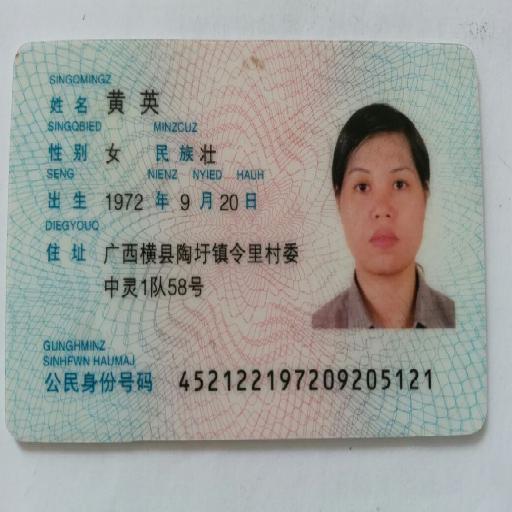 SINGQMINGZ
姓名 黄英
SINGQBIED MINZCUZ
性别 女 民族 壮
SENG NIENZ NYIED HAUH
出生 1972 年 9 月 20 日
DIEGYOUQ
住址 广西横县陶圩镇令里村委
中灵1队58号
GUNGHMINZ
SINHFWN HAUMAJ
公民身份号码 452122197209205121